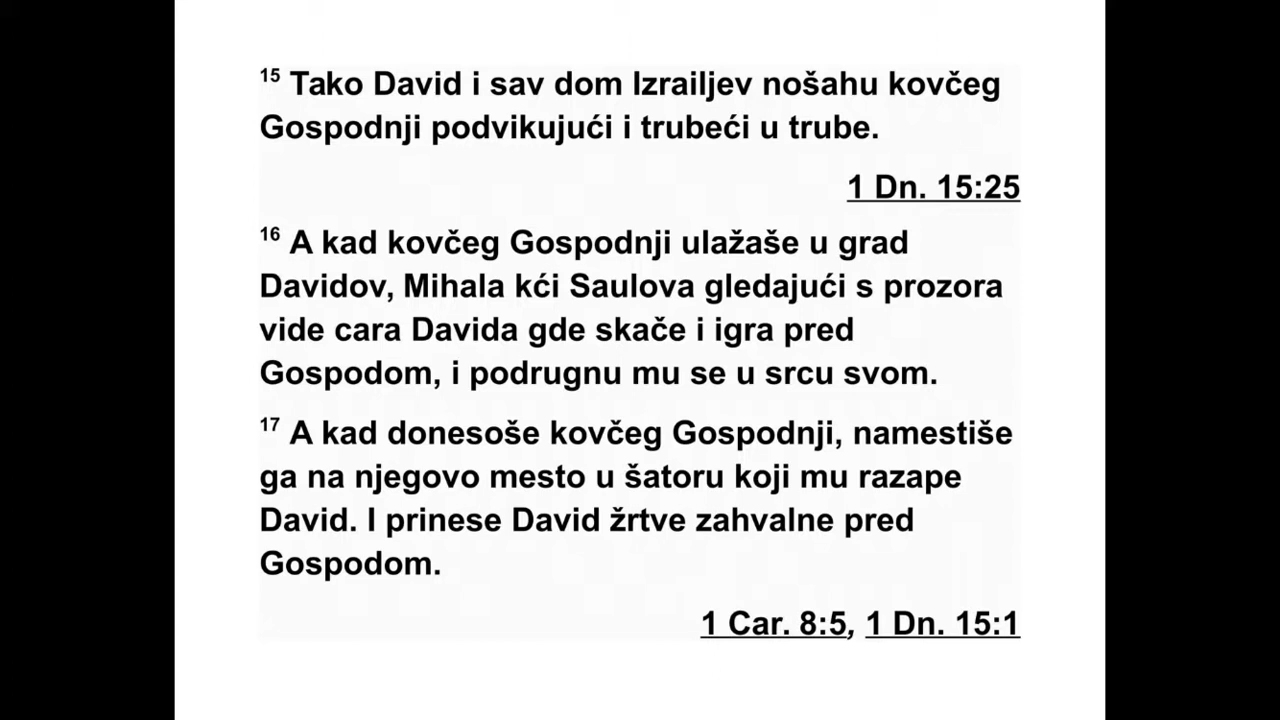 15 Tako David i sav dom Izrailjev nošahu kovčeg
Gospodnji podvikujući i trubeći u trube.
1 Dn. 15:25
16 A kad kovčeg Gospodnji ulažaše u grad
Davidov, Mihala kći Saulova gledajući s prozora
vide cara Davida gde skače i igra pred
Gospodom, i podrugnu mu se u srcu svom.
17 A kad donesoše kovčeg Gospodnji, namestiše
ga na njegovo mesto u šatoru koji mu razape
David. I prinese David žrtve zahvalne pred
Gospodom.
1 Car. 8:5, 1 Dn. 15:1